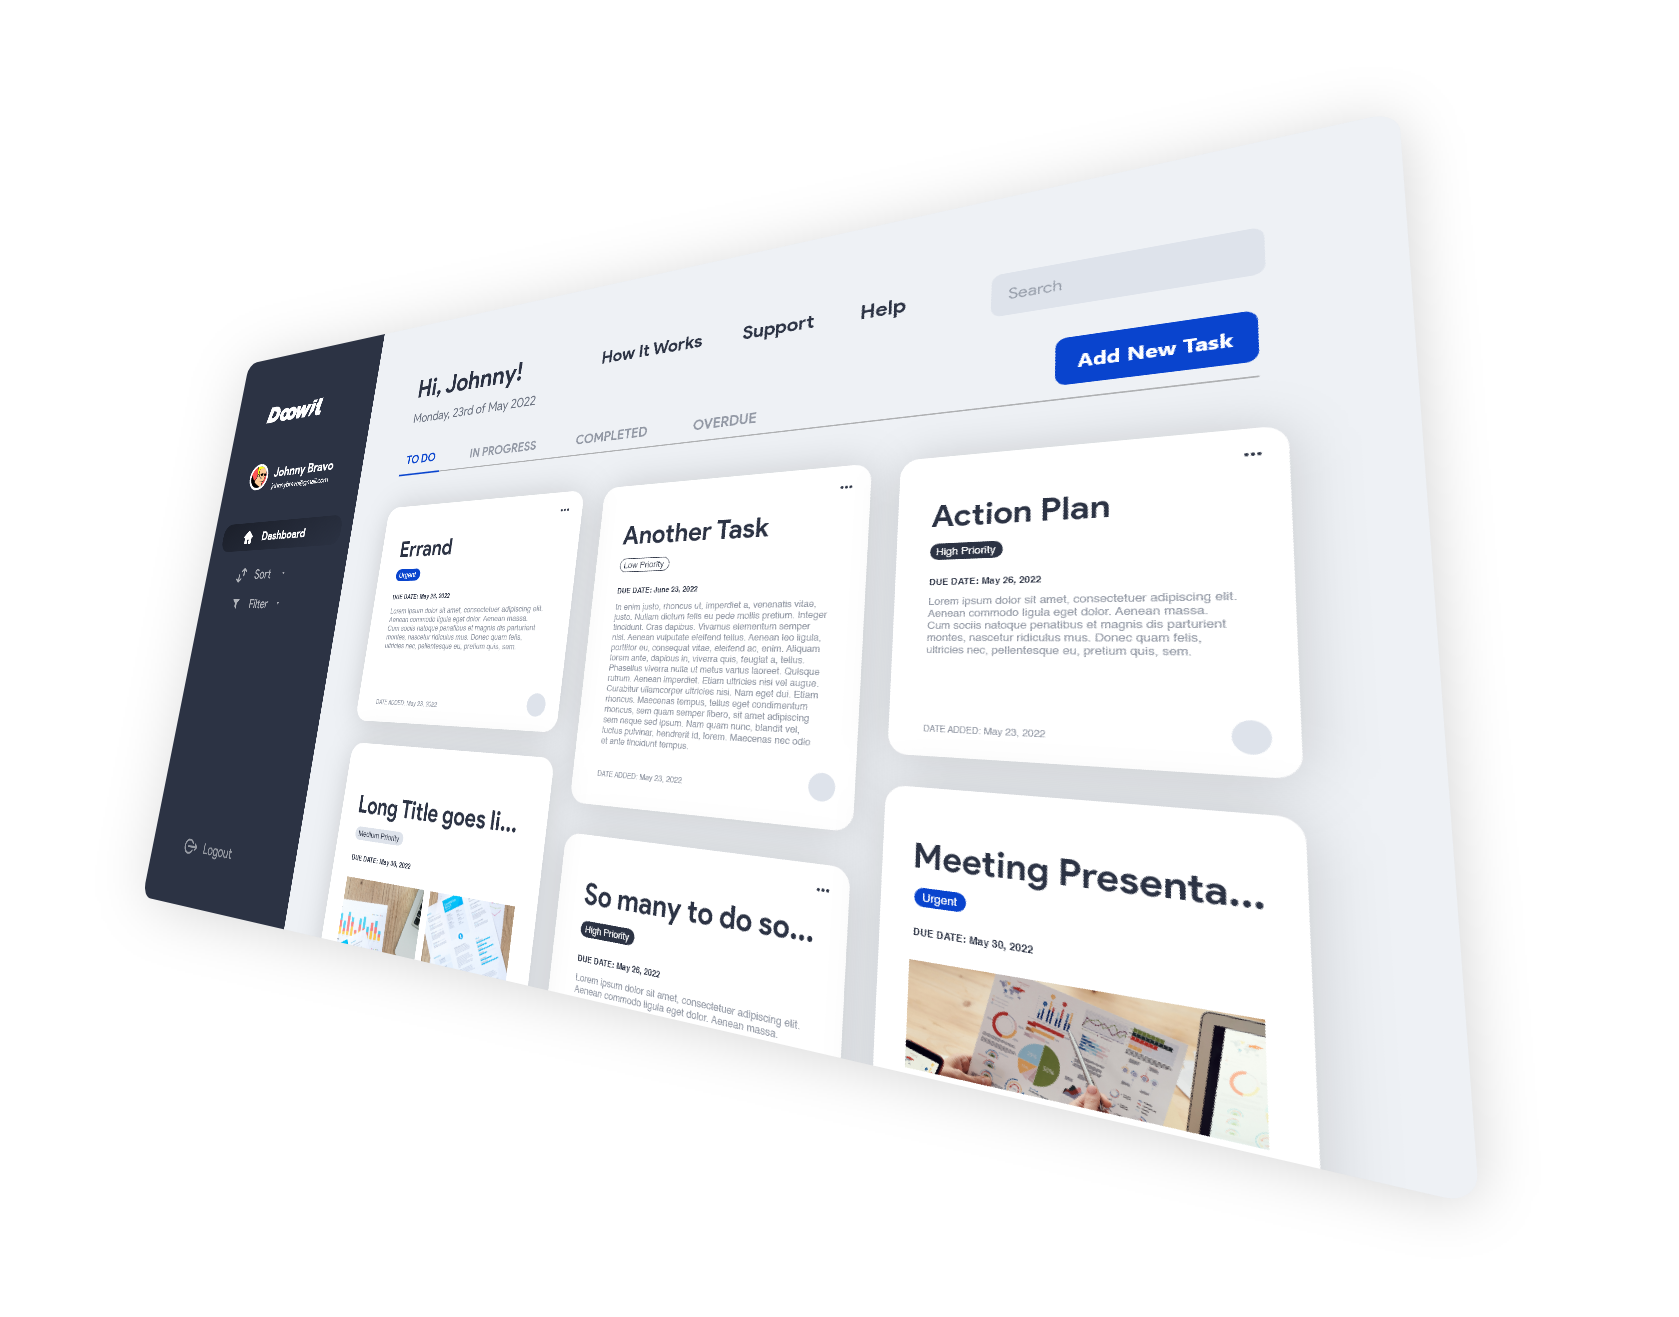 Doowit
Johnny Bravo
johnnybravo@gmail.com
Dashboard
Sort
Filter
Logout
Hi, Johnny!
Monday, 23rd of May 2022
How It Works
Support
Help
Search
Add New Task
TO DO
IN PROGRESS
COMPLETED
OVERDUE
Errand
Urgent
DUE DATE: May 23, 2022
Lorem ipsum dolor sit amet, consectetuer adipiscing elit.
Aenean commodo ligula eget dolor. Aenean massa.
Cum sociis natoque penatibus et magnis dis parturient
montes, nascetur ridiculus mus. Donec quam felis,
ultricies nec, pellentesque eu, pretium quis, sem.
DATE ADDED: May 23, 2022
Another Task
Low Priority
DUE DATE: June 23, 2022
In enim justo, rhoncus ut, imperdiet a, venenatis vitae,
justo. Nullam dictum felis eu pede mollis pretium. Integer
tincidunt. Cras dapibus. Vivamus elementum semper
nisi. Aenean vulputate eleifend tellus. Aenean leo ligula,
porttitor eu, consequat vitae, eleifend ac, enim. Aliquam
lorem ante, dapibus in, viverra quis, feugiat a, tellus.
Phasellus viverra nulla ut metus varius laoreet. Quisque
rutrum. Aenean imperdiet. Etiam ultricies nisi vel augue.
Curabitur ullamcorper ultricies nisi. Nam eget dui. Etiam
rhoncus. Maecenas tempus, tellus eget condimentum
rhoncus, sem quam semper libero, sit amet adipiscing
sem neque sed ipsum. Nam quam nunc, blandit vel,
luctus pulvinar, hendrerit id, lorem. Maecenas nec odio
et ante tincidunt tempus.
DATE ADDED: May 23, 2022
Action Plan
High Priority
DUE DATE: May 26, 2022
Lorem ipsum dolor sit amet, consectetuer adipiscing elit.
Aenean commodo ligula eget dolor. Aenean massa.
Cum sociis natoque penatibus et magnis dis parturient
montes, nascetur ridiculus mus. Donec quam felis,
ultricies nec, pellentesque eu, pretium quis, sem.
DATE ADDED: May 23, 2022
Long Title goes li...
Medium Priority
DUE DATE: May 30, 2022
So many to do so...
High Priority
DUE DATE: May 26, 2022
Lorem ipsum dolor sit amet, consectetuer adipiscing elit.
Aenean commodo ligula eget dolor. Aenean massa.
Meeting Presenta...
Urgent
DUE DATE: May 30, 2022